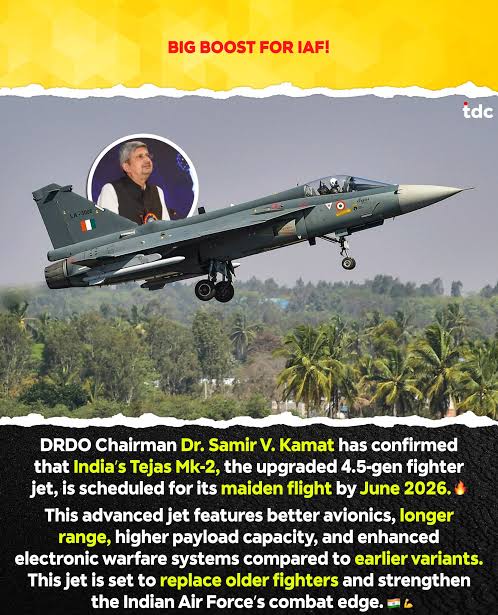 BIG BOOST FOR IAF!
tdc
DRDO Chairman Dr. Samir V. Kamat has confirmed
that India's Tejas Mk-2, the upgraded 4.5-gen fighter
jet, is scheduled for its maiden flight by June 2026.🔥
This advanced jet features better avionics, longer
range, higher payload capacity, and enhanced
electronic warfare systems compared to earlier variants.
This jet is set to replace older fighters and strengthen
the Indian Air Force's combat edge. 🇮🇳💪